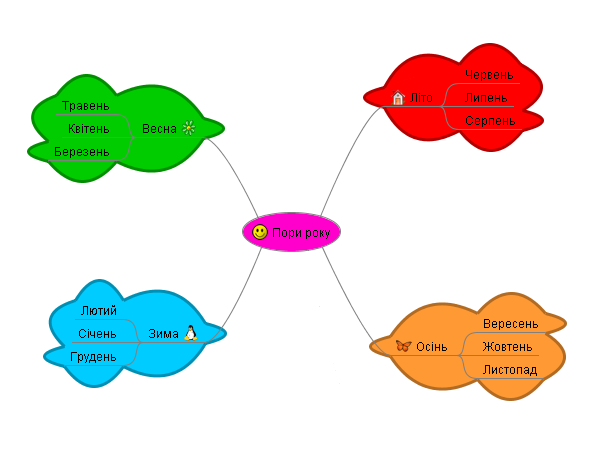 Травень
Квітень
Березень
Весна
Літо
Червень
Липень
Серпень
Пори року
Лютий
Січень
Грудень
Зима
Осінь
Вересень
Жовтень
Листопад